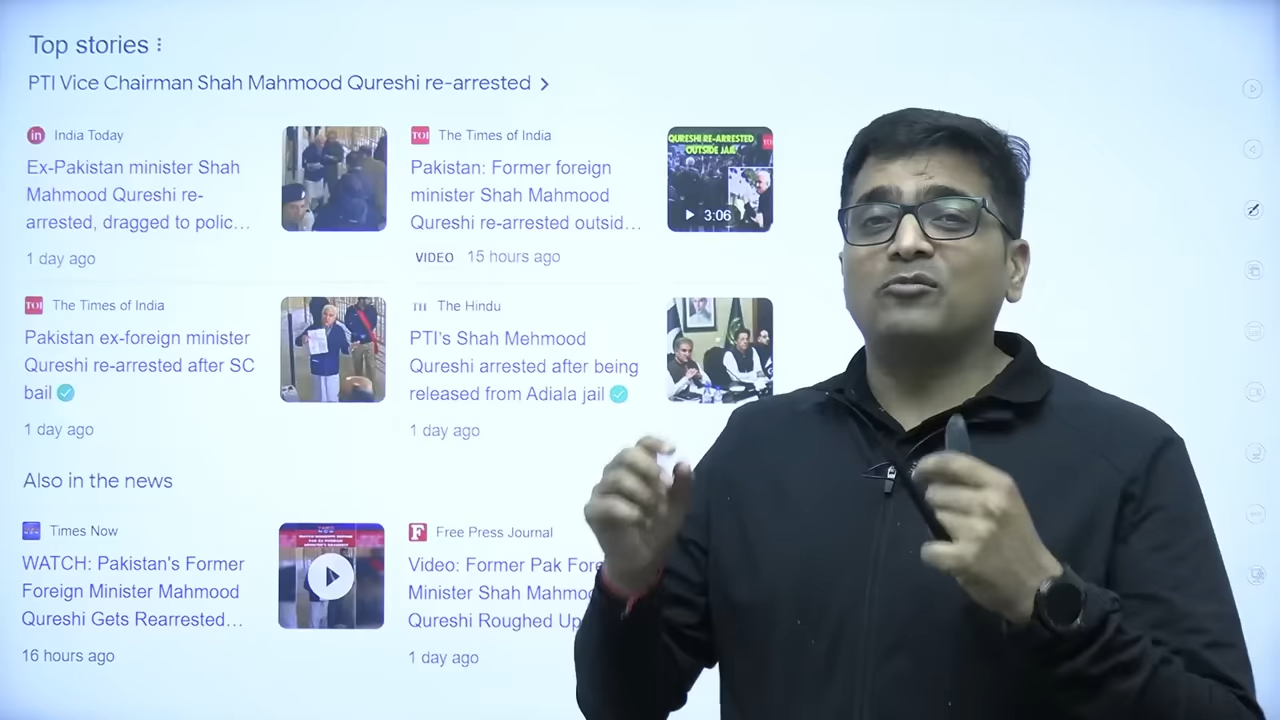 Top stories
PTI Vice Chairman Shah Mahmood Qureshi re-arrested
India Today
Ex-Pakistan minister Shah
Mahmood Qureshi re-
arrested, dragged to polic...
1 day ago
TOI The Times of India
Pakistan: Former foreign
minister Shah Mahmood
Qureshi re-arrested outsid...
VIDEO 15 hours ago
QURESHI RE-ARRESTED
OUTSIDE JAIL
3:06
TOI The Times of India
Pakistan ex-foreign minister
Qureshi re-arrested after SC
bail
1 day ago
TH The Hindu
PTI's Shah Mehmood
Qureshi arrested after being
released from Adiala jail
1 day ago
Also in the news
Times Now
WATCH: Pakistan's Former
Foreign Minister Mahmood
Qureshi Gets Rearrested...
16 hours ago
F Free Press Journal
Video: Former Pak Fore
Minister Shah Mahmo
Qureshi Roughed Up
1 day ago